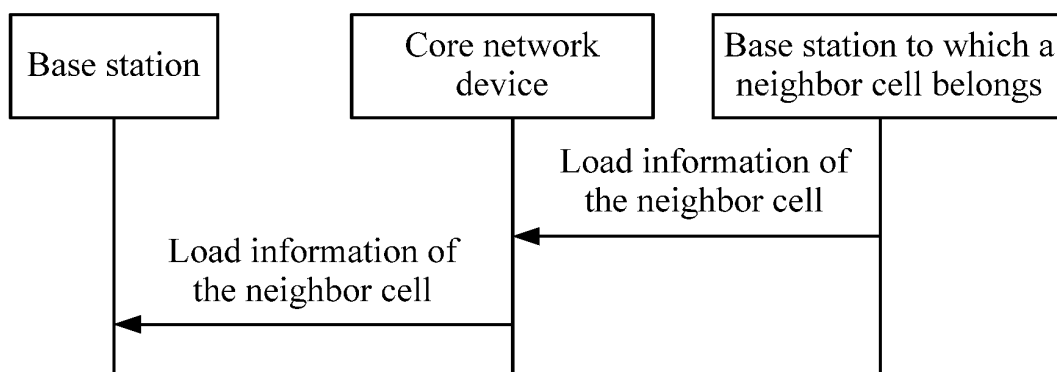 Base station
Core network
device
Base station to which a
neighbor cell belongs
Load information of
the neighbor cell
Load information of
the neighbor cell